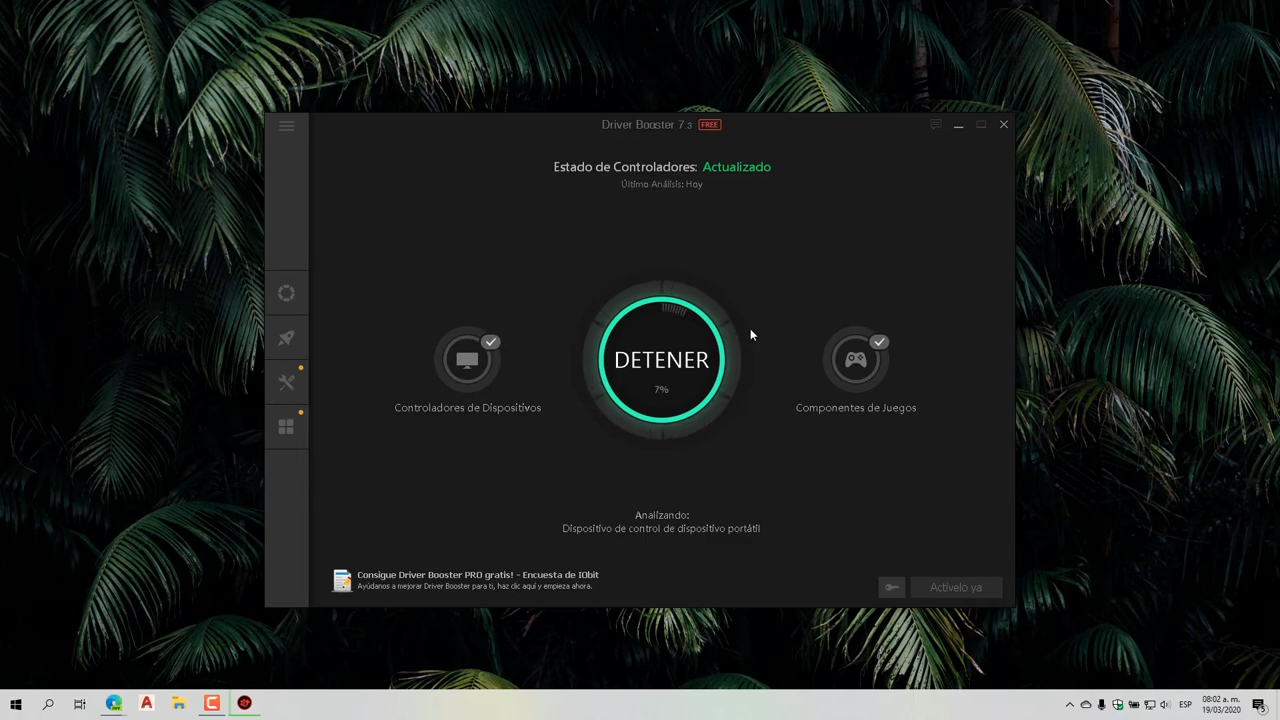 Driver Booster 7.3 FREE
Estado de Controladores: Actualizado
Último Análisis: Hoy
DETENER
7%
Controladores de Dispositivos
Componentes de Juegos
Analizando:
Dispositivo de control de dispositivo portátil
Consigue Driver Booster PRO gratis! - Encuesta de IObit
Ayúdanos a mejorar Driver Booster para ti, haz clic aquí y empieza ahora.
Actívelo ya
ESP
08:02 a. m.
19/03/2020